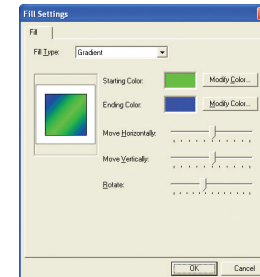 Fill Settings
Fill
Fill Type: Gradient
Starting Color: Modify Color...
Ending Color: Modify Color...
Move Horizontally:
Move Vertically:
Rotate:
OK Cancel